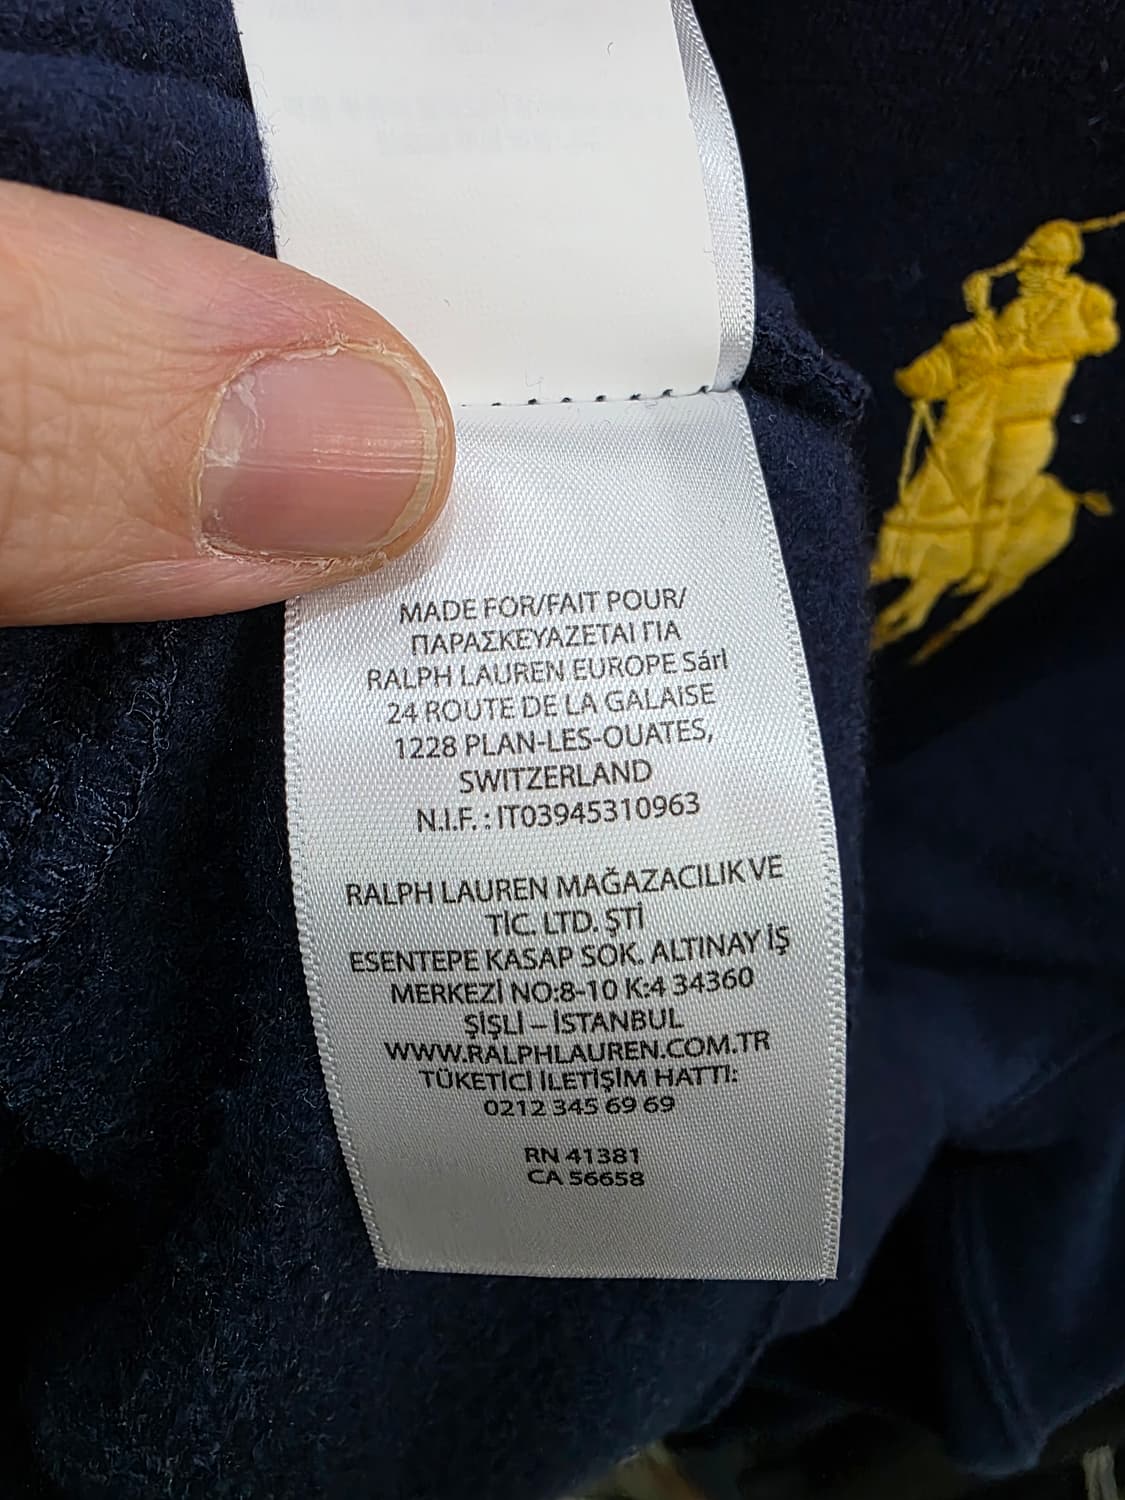 MADE FOR/FAIT POUR/
ΠΑΡΑΣΚΕΥΑΖΕΤΑΙ ΓΙΑ
RALPH LAUREN EUROPE Sárl
24 ROUTE DE LA GALAISE
1228 PLAN-LES-OUATES,
SWITZERLAND
N.I.F. : IT03945310963
RALPH LAUREN MAĞAZACILIK VE
TİC. LTD. ŞTİ
ESENTEPE KASAP SOK. ALTINAY İŞ
MERKEZİ NO:8-10 K:4 34360
ŞİŞLİ – İSTANBUL
WWW.RALPHLAUREN.COM.TR
TÜKETİCİ İLETİŞİM HATTI:
0212 345 69 69
RN 41381
CA 56658